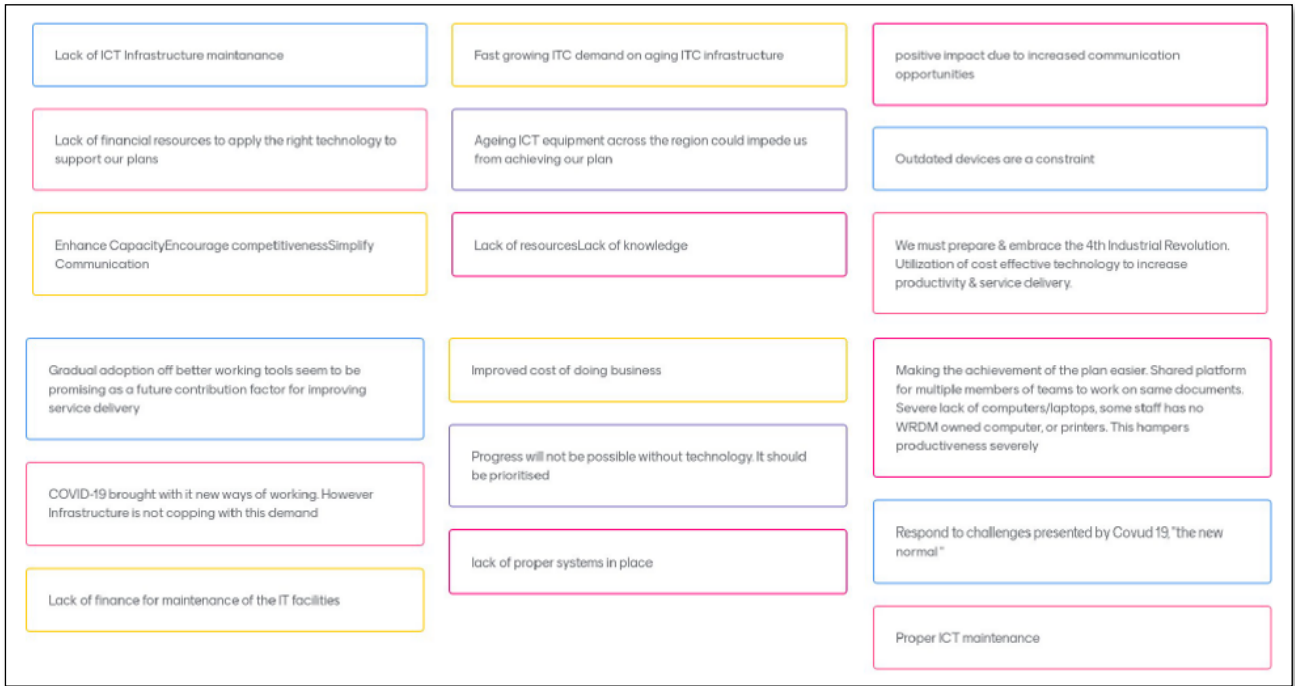 Lack of ICT Infrastructure maintanance
Lack of financial resources to apply the right technology to
support our plans
Enhance CapacityEncourage competitivenessSimplify
Communication
Fast growing ITC demand on aging ITC infrastructure
Ageing ICT equipment across the region could impede us
from achieving our plan
Lack of resourcesLack of knowledge
positive impact due to increased communication
opportunities
Outdated devices are a constraint
We must prepare & embrace the 4th Industrial Revolution.
Utilization of cost effective technology to increase
productivity & service delivery.
Gradual adoption off better working tools seem to be
promising as a future contribution factor for improving
service delivery
COVID-19 brought with it new ways of working. However
Infrastructure is not copping with this demand
Lack of finance for maintenance of the IT facilities
Improved cost of doing business
Progress will not be possible without technology. It should
be prioritised
lack of proper systems in place
Making the achievement of the plan easier. Shared platform
for multiple members of teams to work on same documents.
Severe lack of computers/laptops, some staff has no
WRDM owned computer, or printers. This hampers
productiveness severely
Respond to challenges presented by Covud 19, "the new
normal"
Proper ICT maintenance